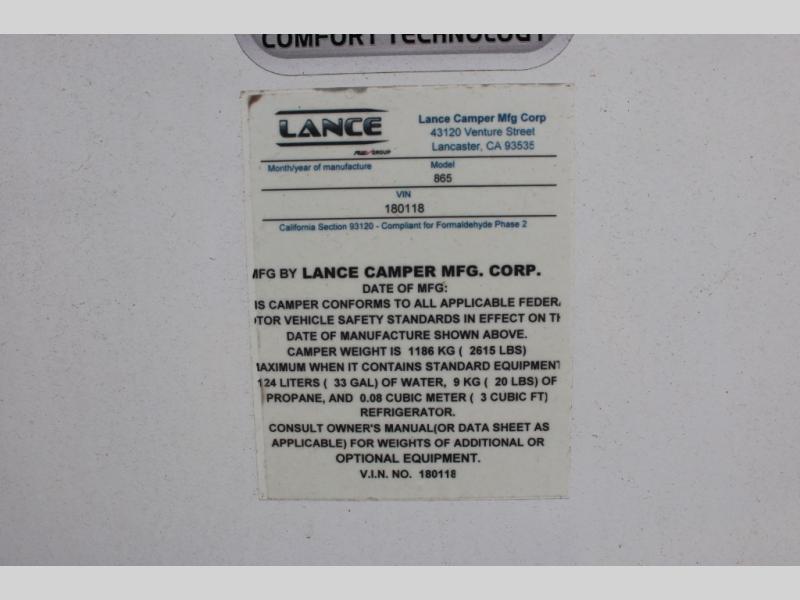 COMFORT TECHNOLOGY
LANCE
Lance Camper Mfg Corp
43120 Venture Street
Lancaster, CA 93535
GROUP
Month/year of manufacture
Model
865
VIN
180118
California Section 93120 - Compliant for Formaldehyde Phase 2
MFG BY LANCE CAMPER MFG. CORP.
DATE OF MFG:
IS CAMPER CONFORMS TO ALL APPLICABLE FEDERA
TOR VEHICLE SAFETY STANDARDS IN EFFECT ON TH
DATE OF MANUFACTURE SHOWN ABOVE.
CAMPER WEIGHT IS 1186 KG ( 2615 LBS)
MAXIMUM WHEN IT CONTAINS STANDARD EQUIPMENT
124 LITERS ( 33 GAL) OF WATER, 9 KG ( 20 LBS) OF
PROPANE, AND 0.08 CUBIC METER ( 3 CUBIC FT)
REFRIGERATOR.
CONSULT OWNER'S MANUAL(OR DATA SHEET AS
APPLICABLE) FOR WEIGHTS OF ADDITIONAL OR
OPTIONAL EQUIPMENT.
V.I.N. NO. 180118